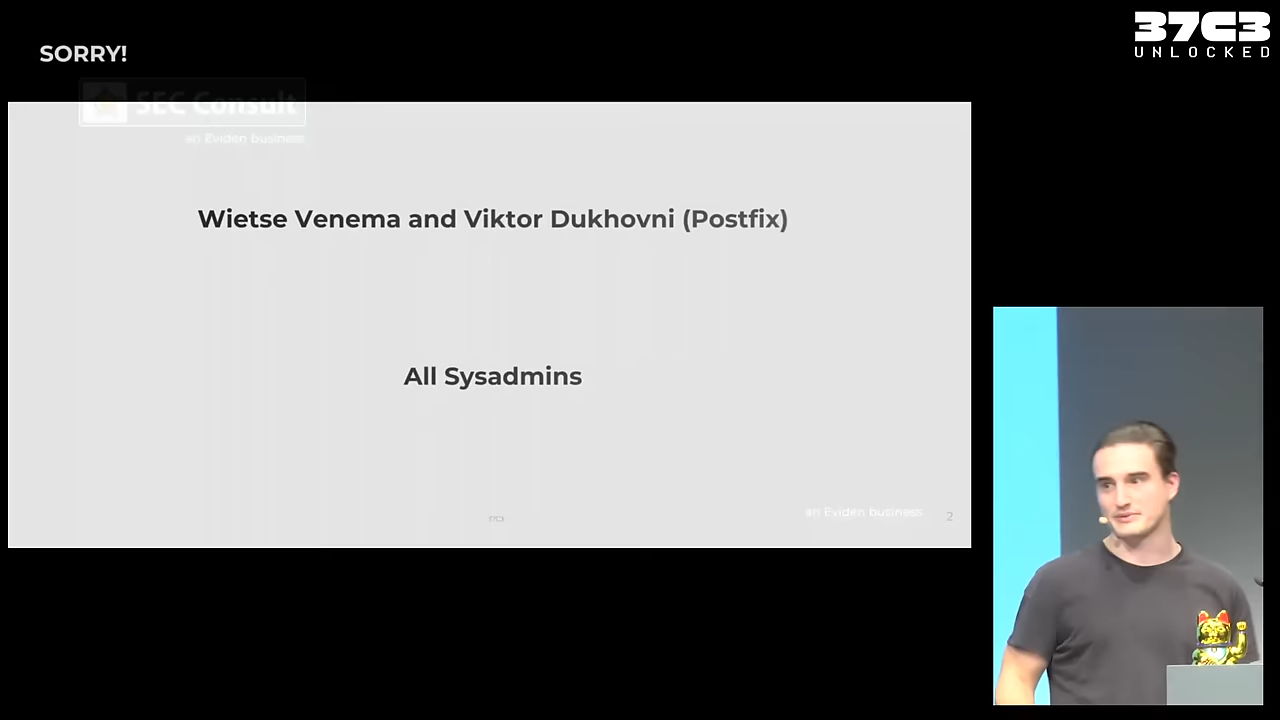 SORRY!
37C3
UNLOCKED
SEC Consult
an Eviden business
Wietse Venema and Viktor Dukhovni (Postfix)
All Sysadmins
37C3
an Eviden business
2